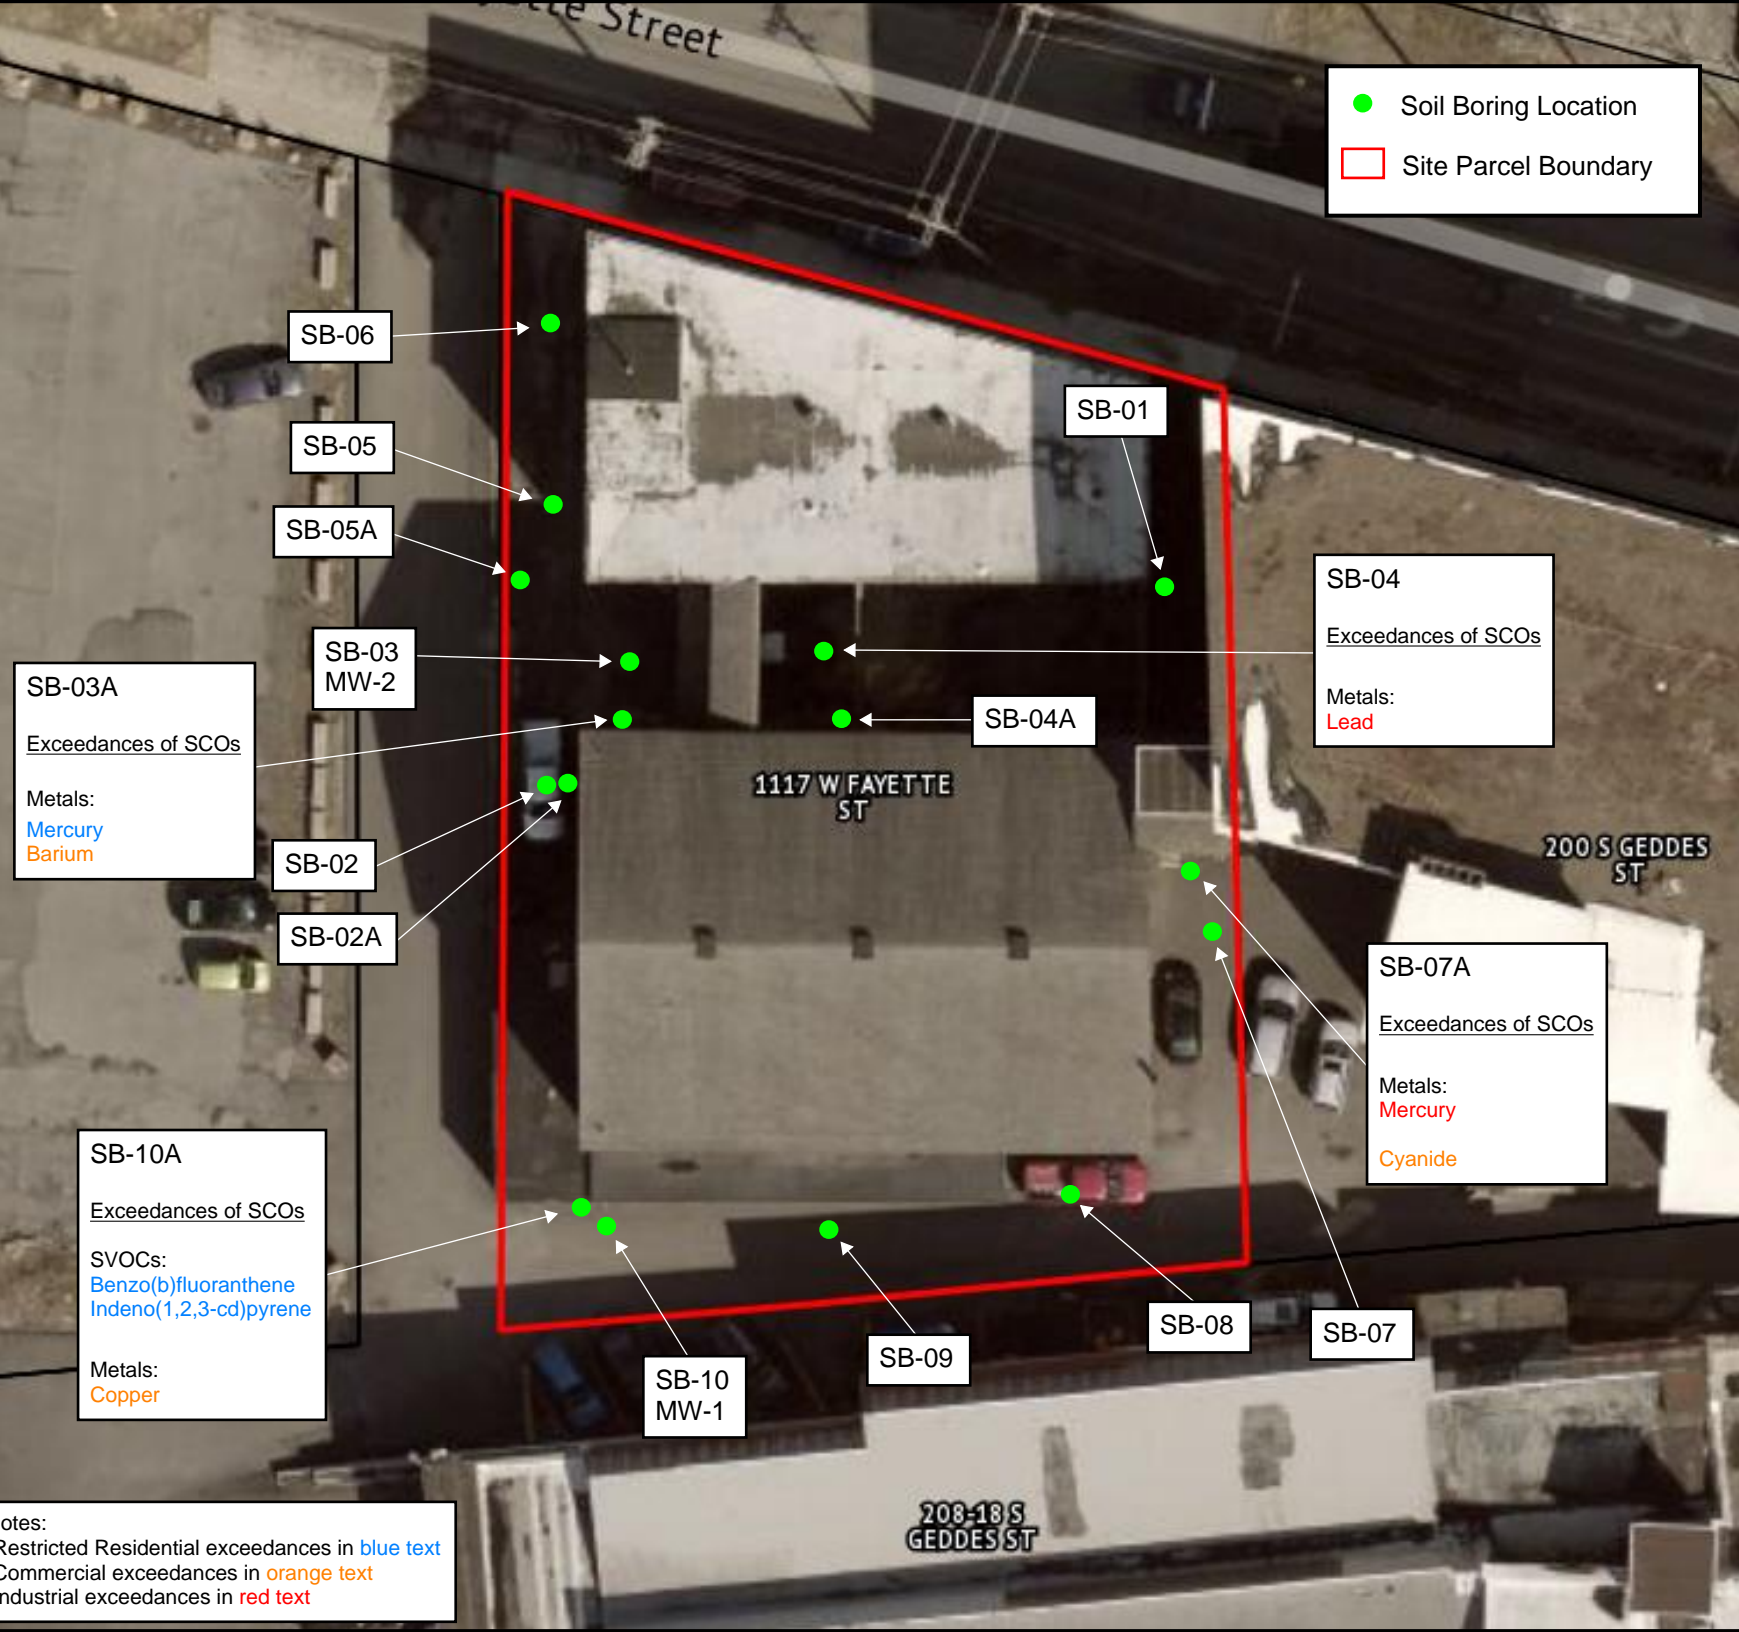 Street
Soil Boring Location
Site Parcel Boundary
SB-06
SB-01
SB-05
SB-05A
SB-04
Exceedances of SCOs
Metals:
Lead
SB-03
MW-2
SB-03A
Exceedances of SCOs
Metals:
Mercury
Barium
SB-04A
1117 W FAYETTE
ST
SB-02
SB-02A
200 S GEDDES
ST
SB-07A
Exceedances of SCOs
Metals:
Mercury
Cyanide
SB-10A
Exceedances of SCOs
SVOCs:
Benzo(b)fluoranthene
Indeno(1,2,3-cd)pyrene
Metals:
Copper
SB-10
MW-1
SB-09
SB-08
SB-07
208-18 S
GEDDES ST
otes:
Restricted Residential exceedances in blue text
Commercial exceedances in orange text
ndustrial exceedances in red text